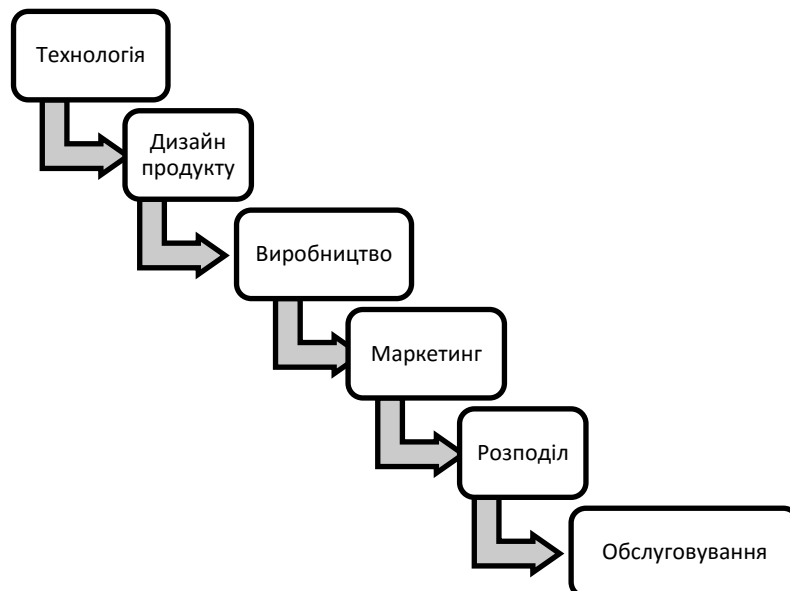 Технологія
Дизайн
продукту
Виробництво
Маркетинг
Розподіл
Обслуговування